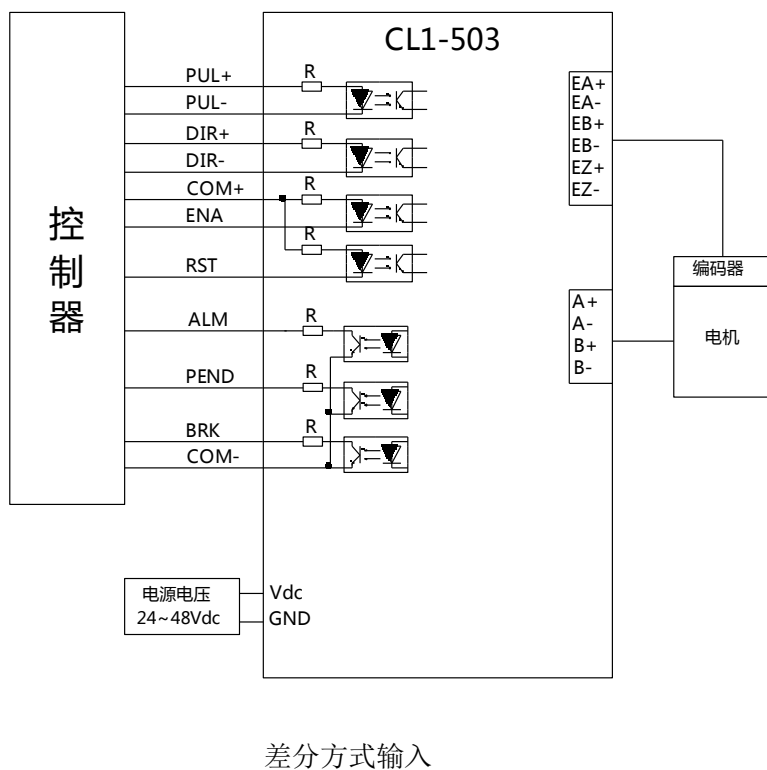 CL1-503
PUL+
R
PUL-
DIR+
R
DIR-
COM+
R
ENA
R
RST
ALM
R
PEND
R
BRK
R
COM-
控制器
EA+
EA-
EB+
EB-
EZ+
EZ-
A+
A-
B+
B-
编码器
电机
电源电压
24~48Vdc
Vdc
GND
差分方式输入